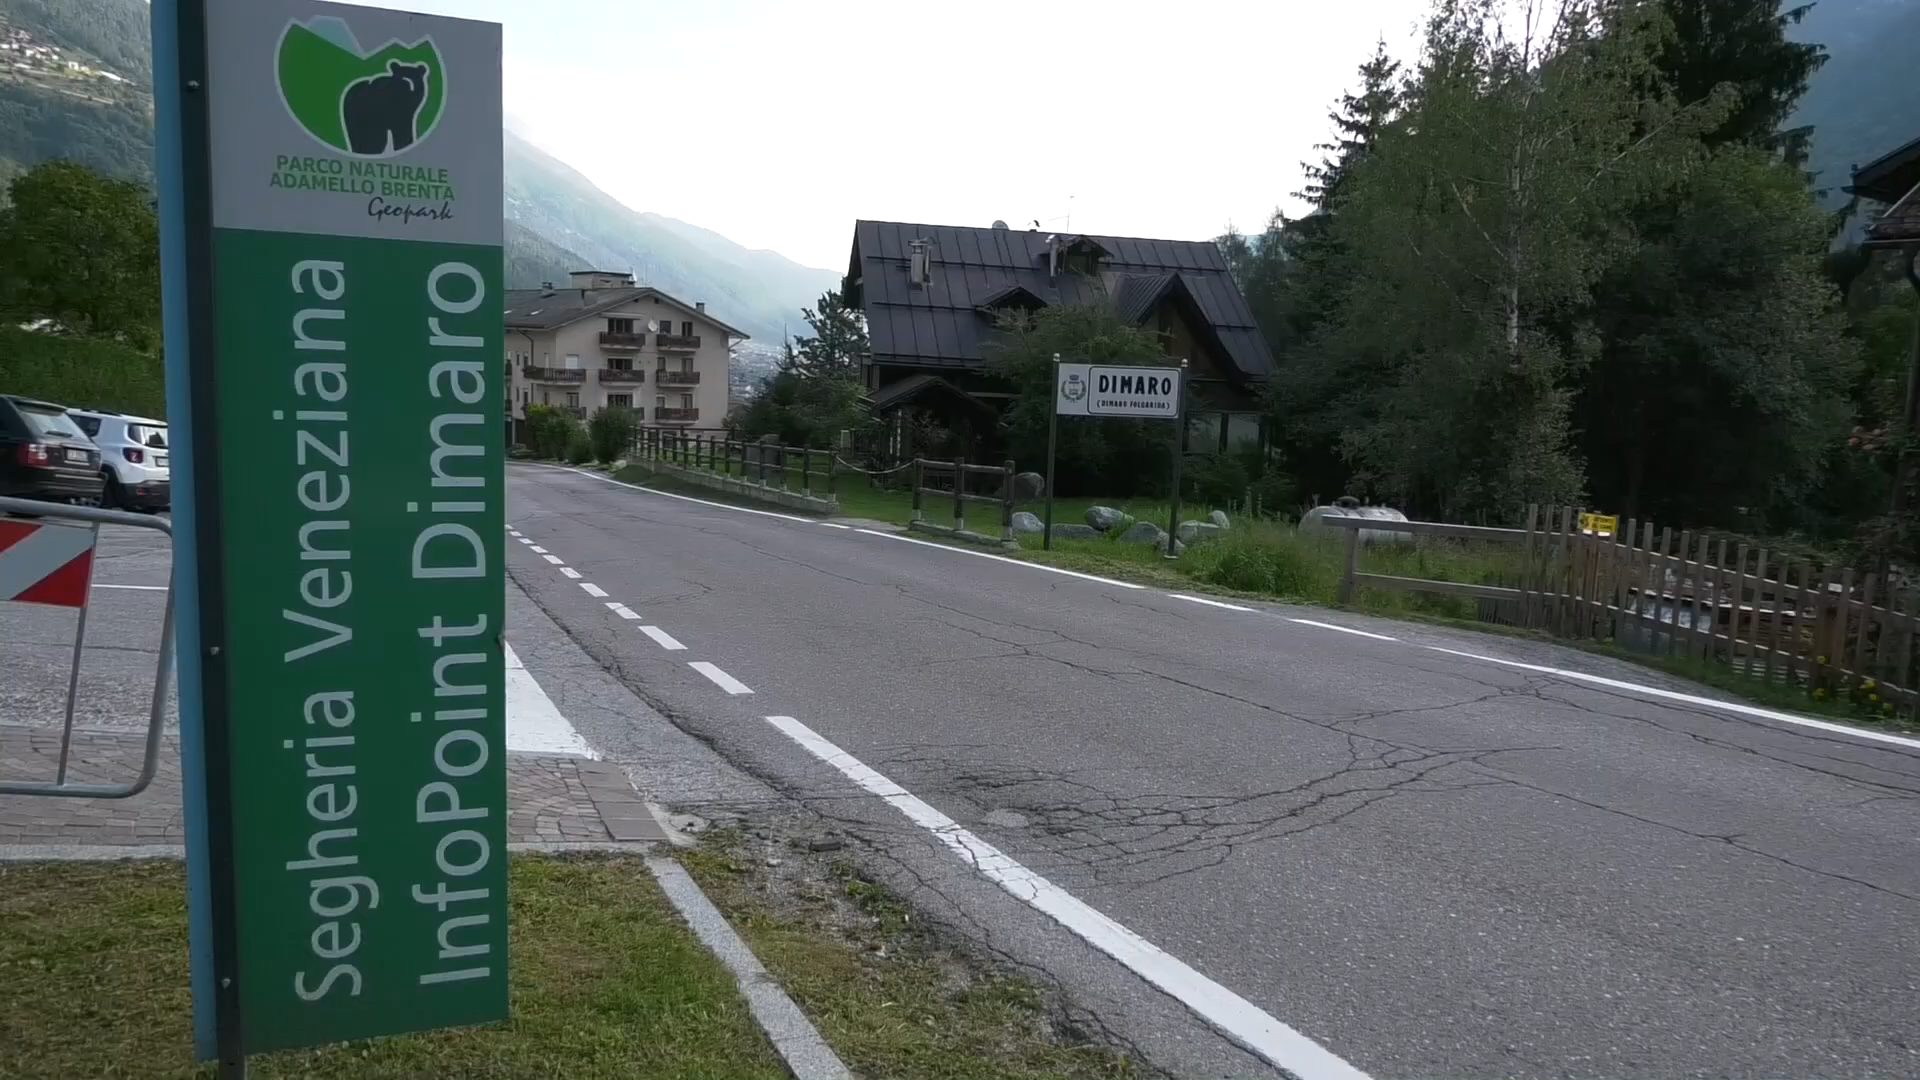 PARCO NATURALE
ADAMELLO BRENTA
Geopark
Segheria Veneziana
InfoPoint Dimaro
DIMARO
(DIMARO FOLGARIDA)